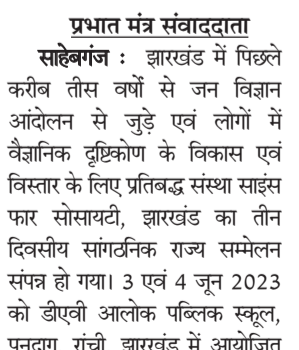 प्रभात मंत्र संवाददाता
साहेबगंज : झारखंड में पिछले
करीब तीस वर्षो से जन विज्ञान
आंदोलन से जुड़े एवं लोगों में
वैज्ञानिक दृष्टिकोण के विकास एवं
विस्तार के लिए प्रतिबद्ध संस्था साइंस
फार सोसायटी, झारखंड का तीन
दिवसीय सांगठनिक राज्य सम्मेलन
संपन्न हो गया। 3 एवं 4 जून 2023
को डीएवी आलोक पब्लिक स्कूल,
पुनदाग, रांची, झारखंड में आयोजित